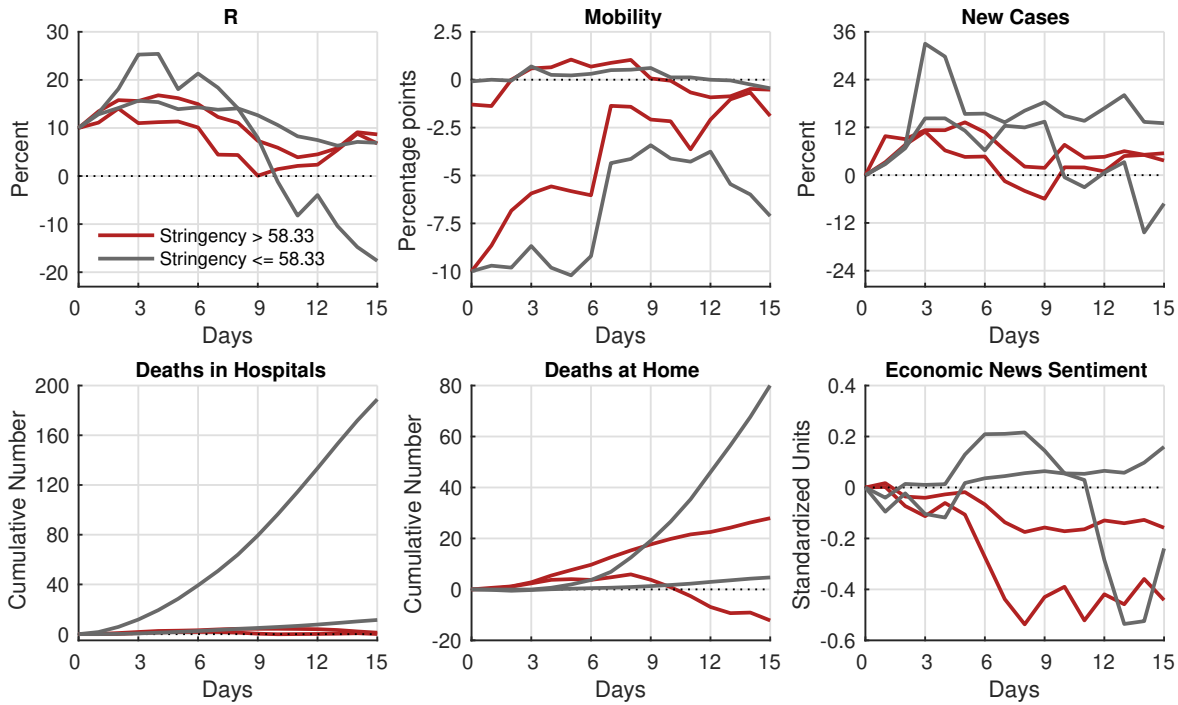 R
Mobility
New Cases
30
20
10
0
-10
-20
Percent
Stringency > 58.33
Stringency <= 58.33
0 3 6 9 12 15
Days
2.5
0
-2.5
-5
-7.5
-10
Percentage points
0 3 6 9 12 15
Days
36
24
12
0
-12
-24
Percent
0 3 6 9 12 15
Days
Deaths in Hospitals
Deaths at Home
Economic News Sentiment
200
160
120
80
40
0
Cumulative Number
0 3 6 9 12 15
Days
80
60
40
20
0
-20
Cumulative Number
0 3 6 9 12 15
Days
0.4
0.2
0
-0.2
-0.4
-0.6
Standardized Units
0 3 6 9 12 15
Days